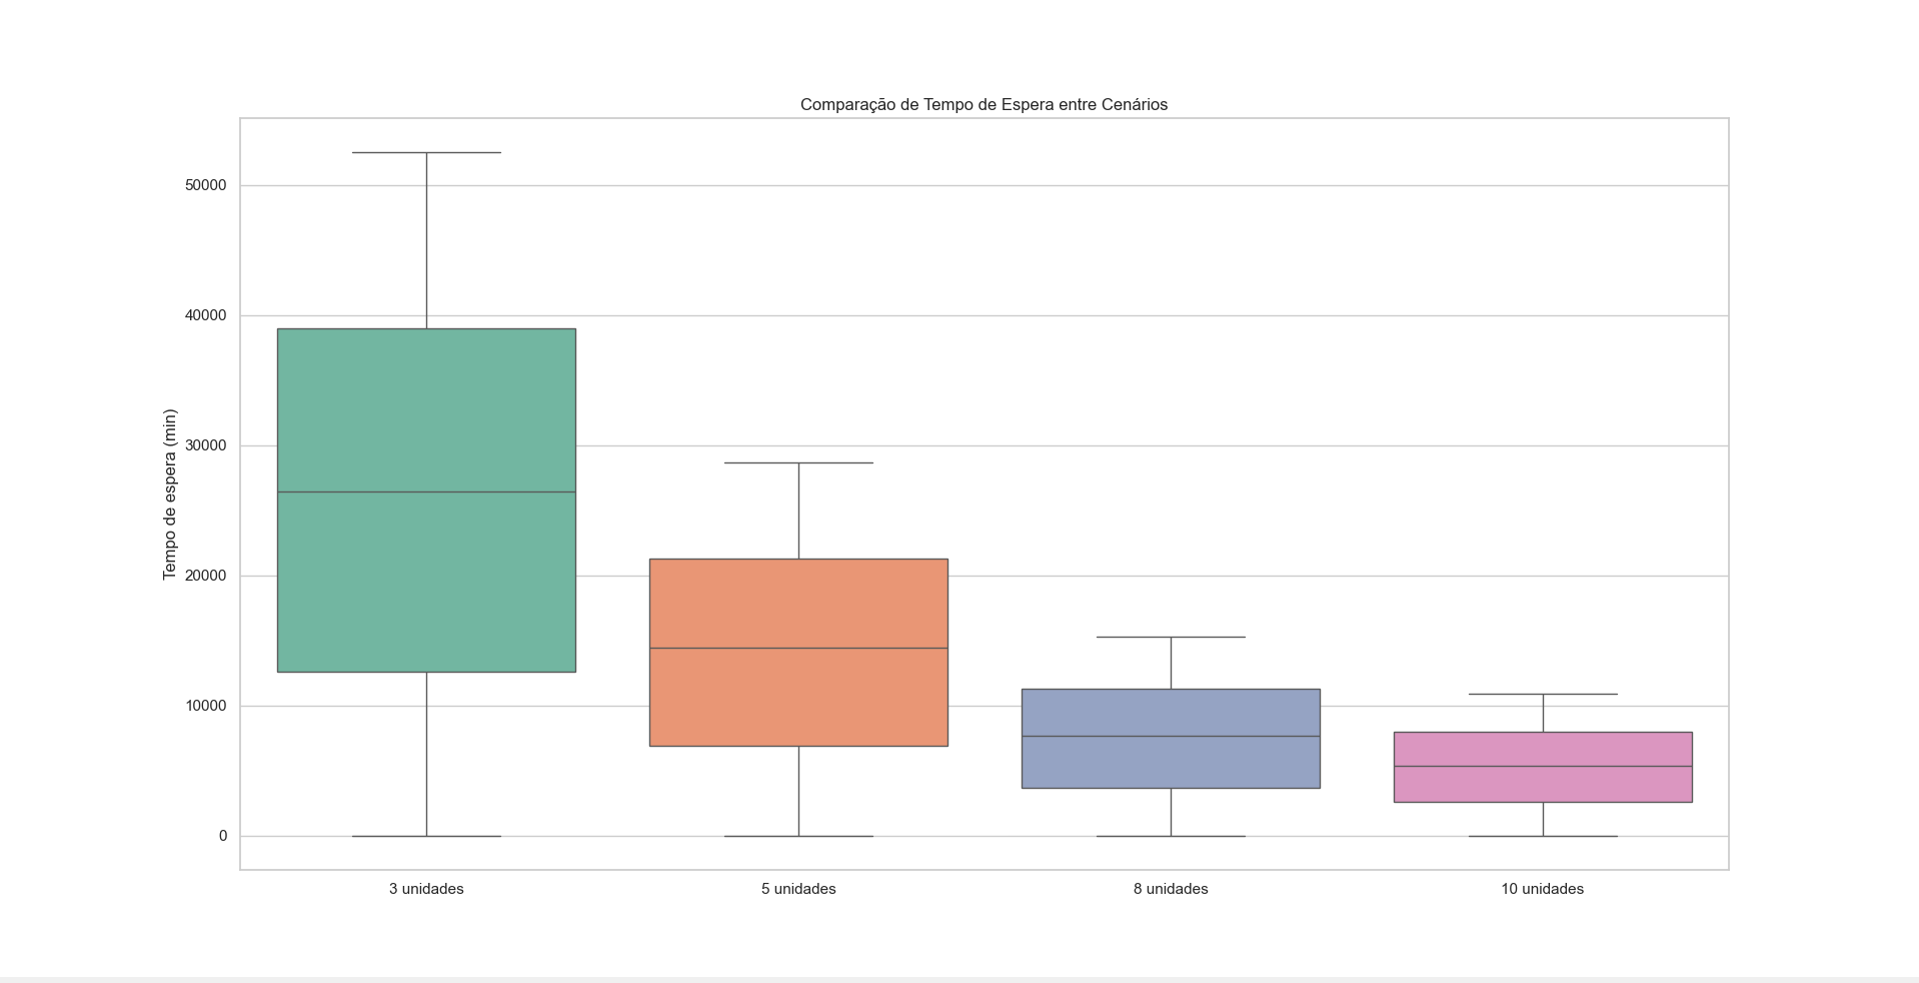 Comparação de Tempo de Espera entre Cenários
Tempo de espera (min)
50000
40000
30000
20000
10000
0
3 unidades
5 unidades
8 unidades
10 unidades